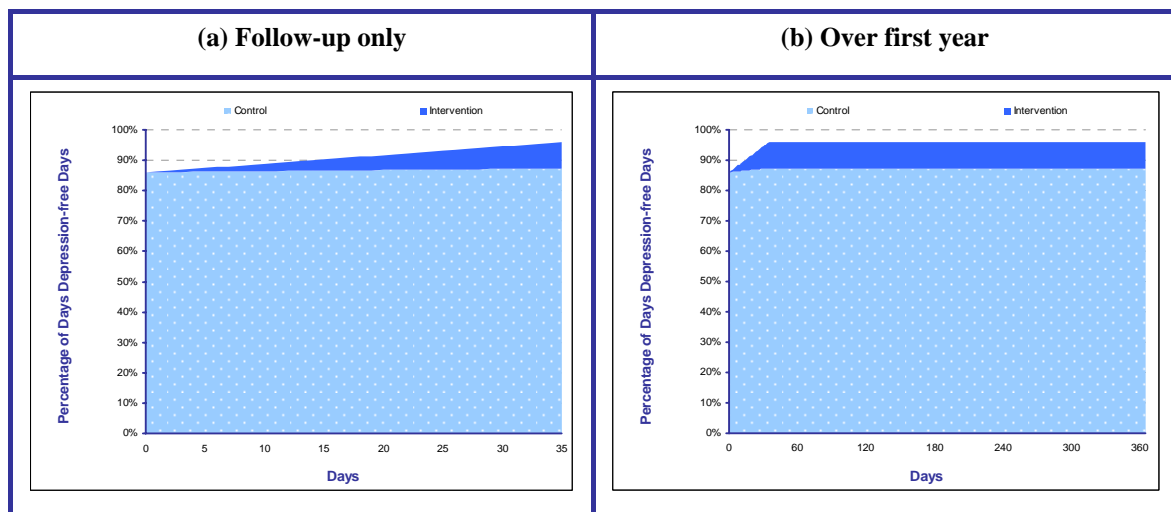 (a) Follow-up only
(b) Over first year
Control Intervention
100%
90%
80%
70%
60%
50%
40%
30%
20%
10%
0%
Percentage of Days Depression-free Days
0 5 10 15 20 25 30 35
Days
Control Intervention
100%
90%
80%
70%
60%
50%
40%
30%
20%
10%
0%
Percentage of Days Depression-free Days
0 60 120 180 240 300 360
Days